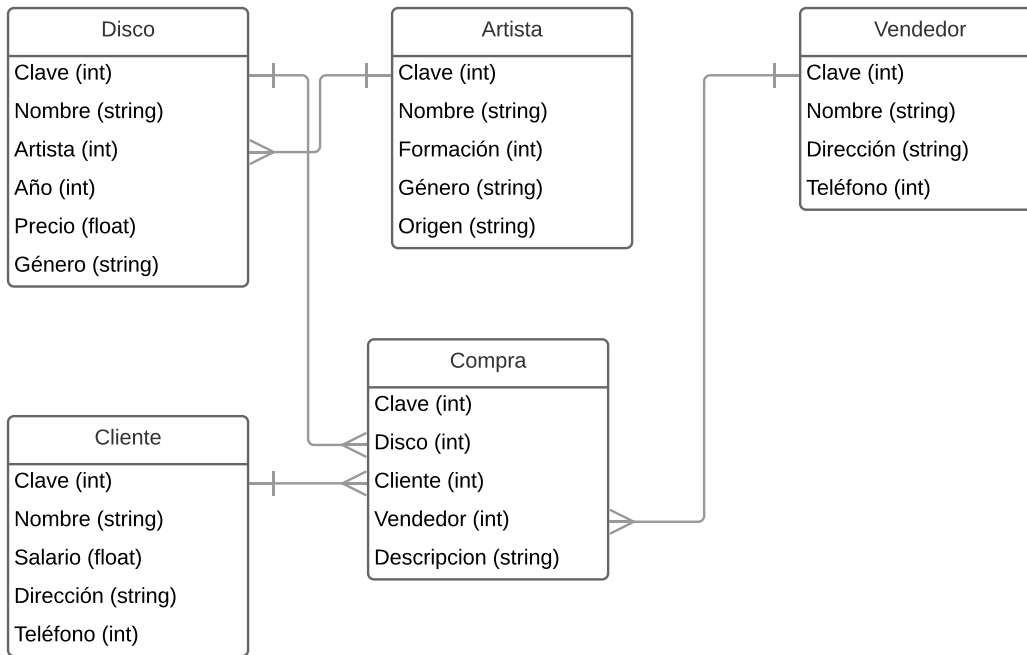 Disco
Clave (int)
Nombre (string)
Artista (int)
Año (int)
Precio (float)
Género (string)
Artista
Clave (int)
Nombre (string)
Formación (int)
Género (string)
Origen (string)
Vendedor
Clave (int)
Nombre (string)
Dirección (string)
Teléfono (int)
Compra
Clave (int)
Disco (int)
Cliente (int)
Vendedor (int)
Descripcion (string)
Cliente
Clave (int)
Nombre (string)
Salario (float)
Dirección (string)
Teléfono (int)